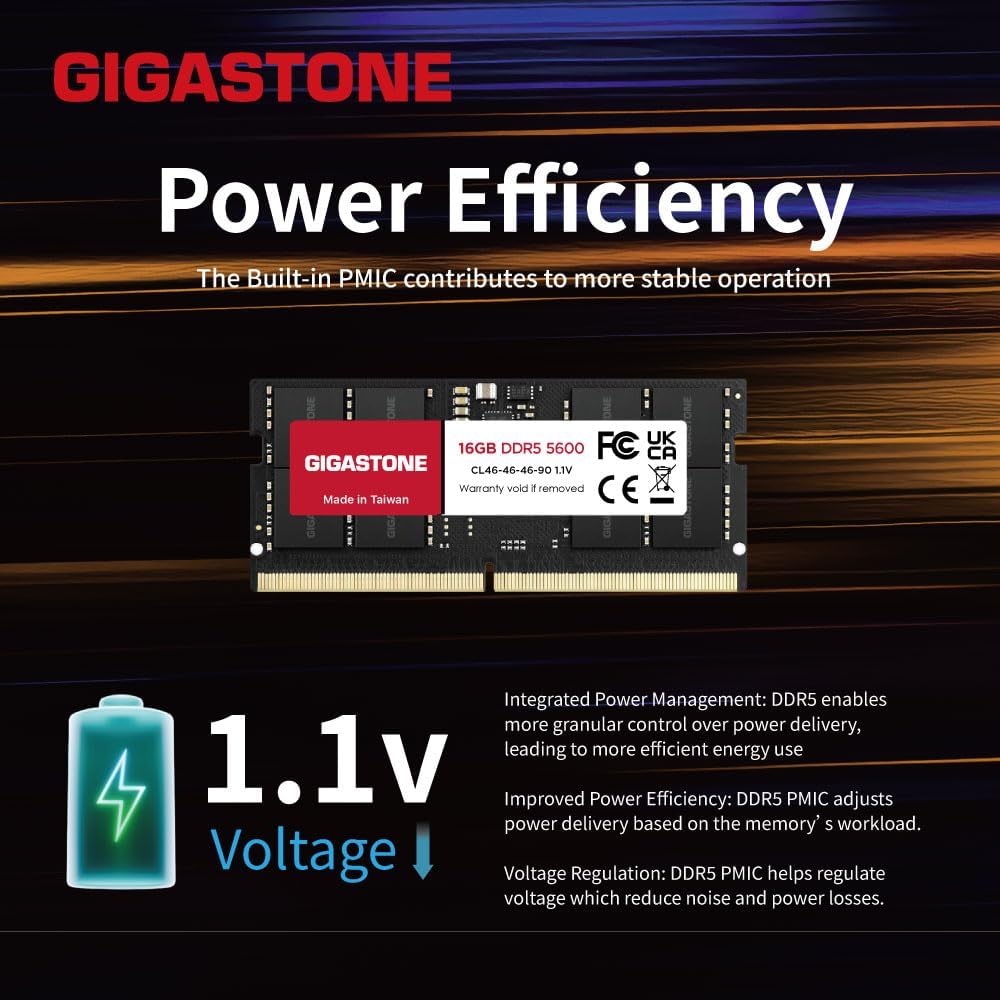 GIGASTONE
Power Efficiency
The Built-in PMIC contributes to more stable operation
GIGASTONE
Made in Taiwan
16GB DDR5 5600
CL46-46-46-90 1.1V
Warranty void if removed
FC
UK
CA
CE
1.1v
Voltage
Integrated Power Management: DDR5 enables
more granular control over power delivery,
leading to more efficient energy use
Improved Power Efficiency: DDR5 PMIC adjusts
power delivery based on the memory’s workload.
Voltage Regulation: DDR5 PMIC helps regulate
voltage which reduce noise and power losses.